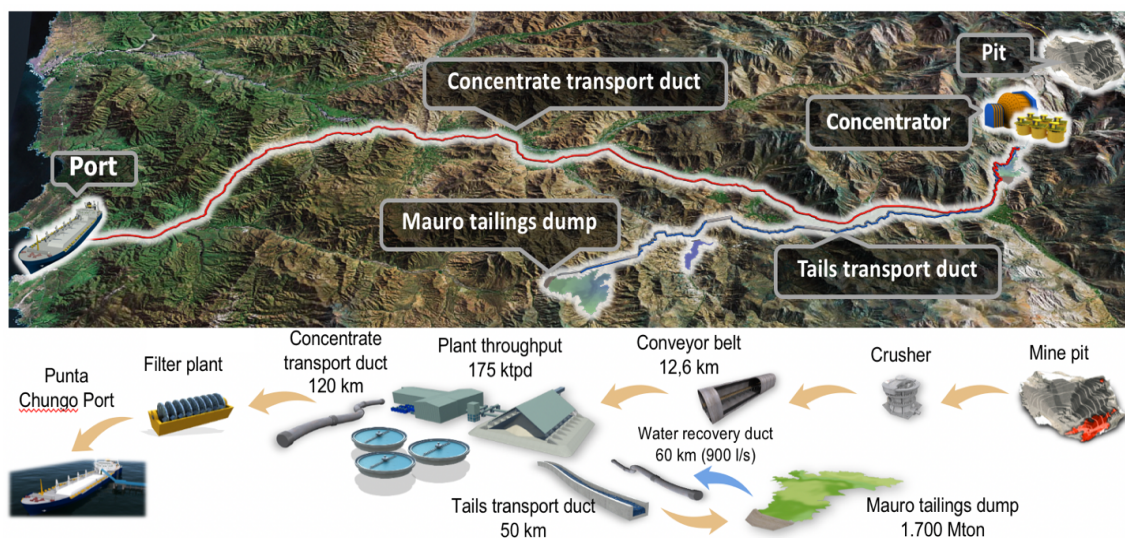 Pit
Concentrate transport duct
Concentrator
Port
Mauro tailings dump
Tails transport duct
Punta
Chungo Port
Filter plant
Concentrate
transport duct
120 km
Plant throughput
175 ktpd
Conveyor belt
12,6 km
Crusher
Mine pit
Water recovery duct
60 km (900 l/s)
Tails transport duct
50 km
Mauro tailings dump
1.700 Mton